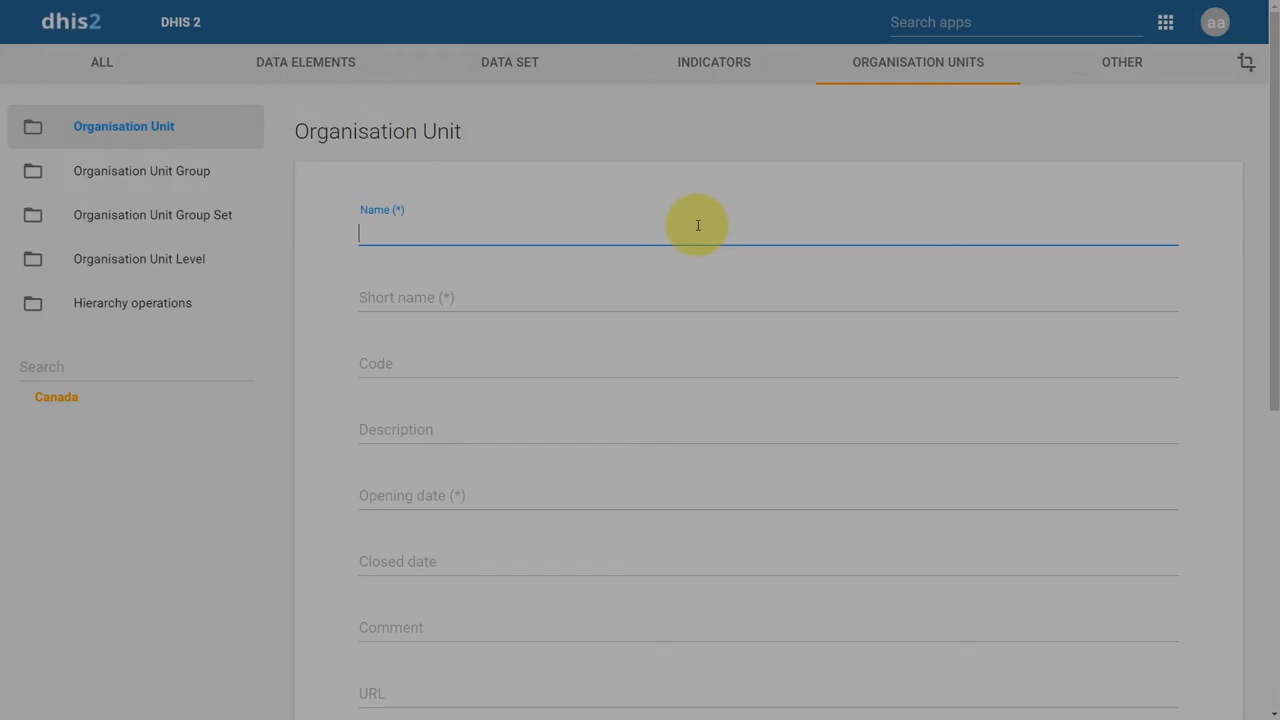 dhis2 DHIS 2 Search apps aa
ALL DATA ELEMENTS DATA SET INDICATORS ORGANISATION UNITS OTHER
Organisation Unit
Organisation Unit Group
Organisation Unit Group Set
Organisation Unit Level
Hierarchy operations
Search
Canada
Organisation Unit
Name (*)
Short name (*)
Code
Description
Opening date (*)
Closed date
Comment
URL